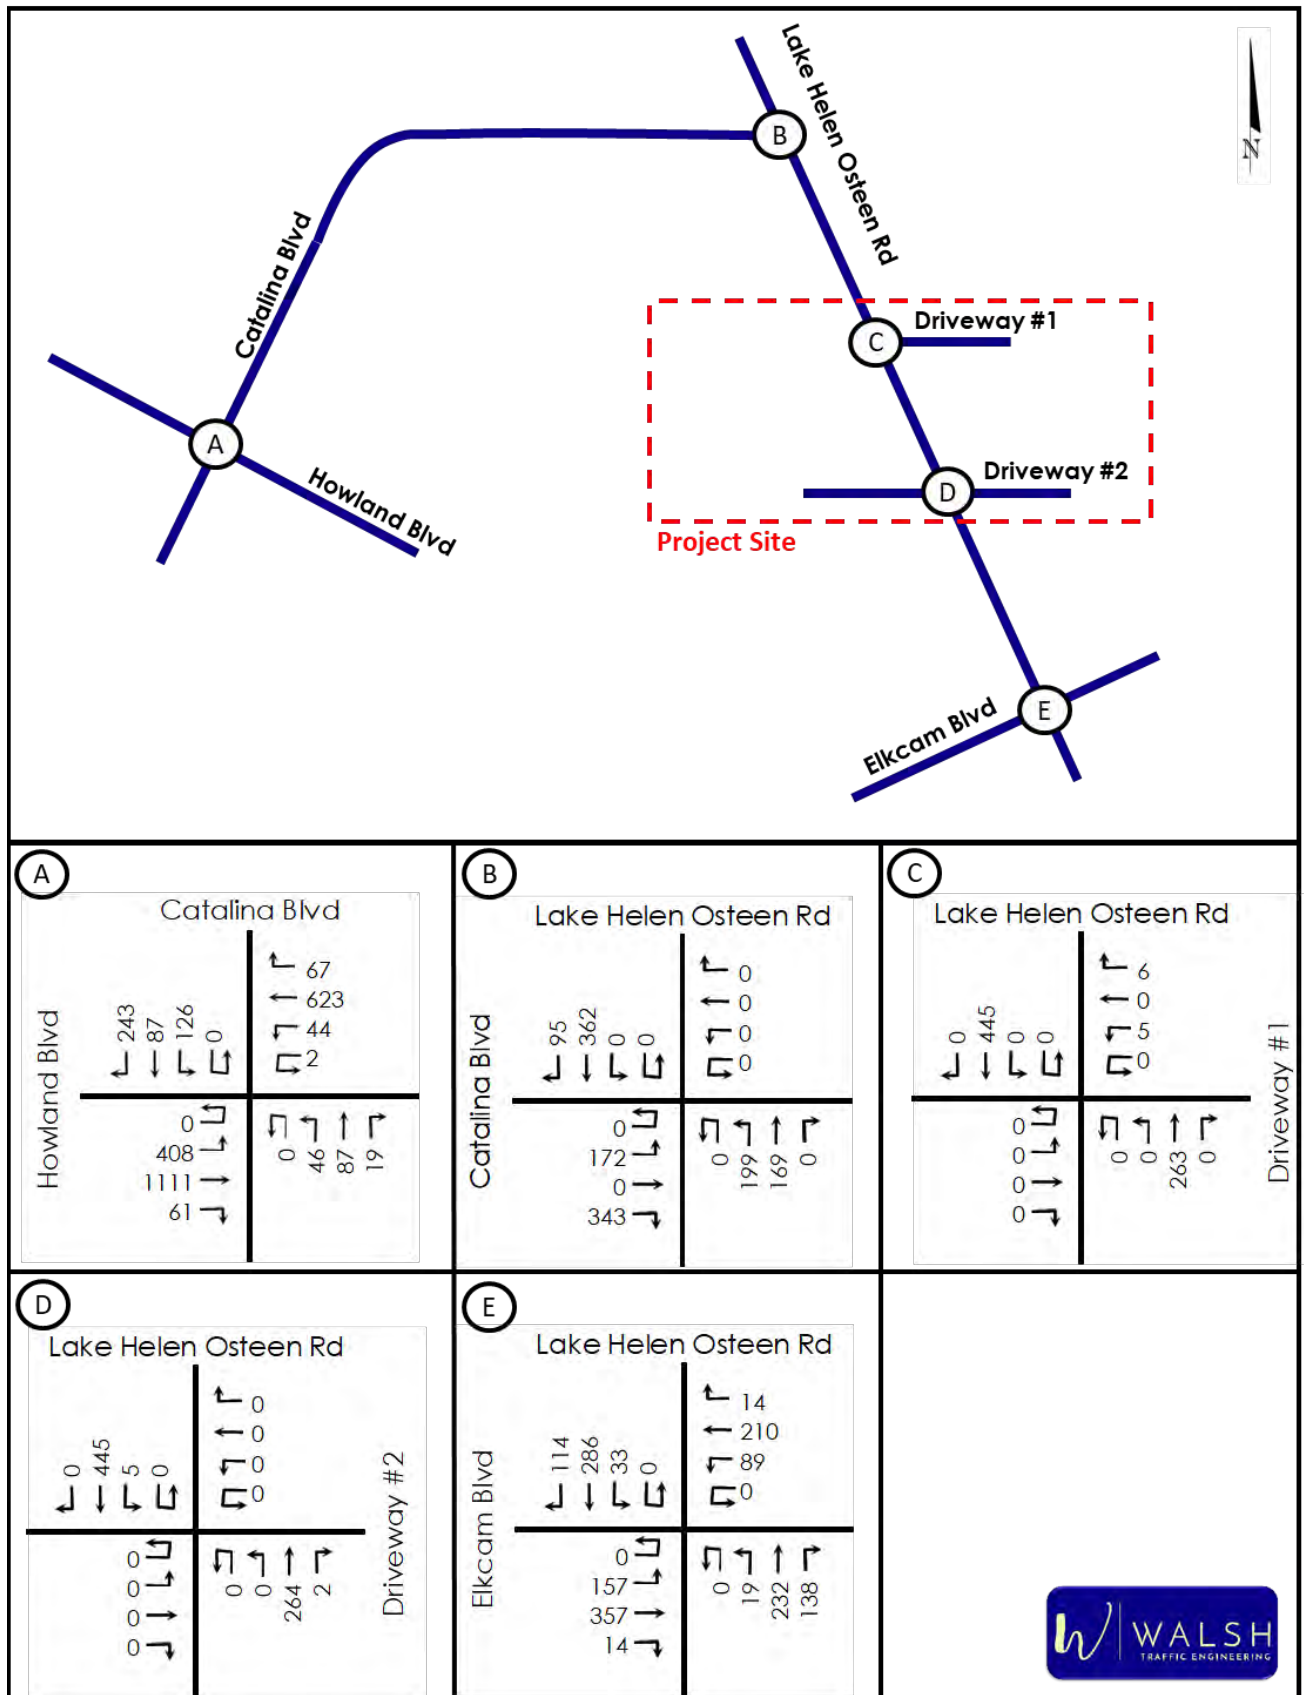 Lake Helen Osteen Rd
N
B
Catalina Blvd
Driveway #1
C
A
Howland Blvd
Driveway #2
D
Project Site
Elkcam Blvd
E
A
Catalina Blvd
Howland Blvd
243 87 126 0
67
623
44
2
0
408
1111
61
0 46 87 19
B
Lake Helen Osteen Rd
Catalina Blvd
95 362 0 0
0
0
0
0
0
172
0
343
0 199 169 0
C
Lake Helen Osteen Rd
Driveway #1
0 445 0 0
6
0
5
0
0
0
0
0
0 0 263 0
D
Lake Helen Osteen Rd
Driveway #2
0 445 5 0
0
0
0
0
0
0
0
0
0 0 264 2
E
Lake Helen Osteen Rd
Elkcam Blvd
114 286 33 0
14
210
89
0
0
157
357
14
0 19 232 138
W WALSH
TRAFFIC ENGINEERING